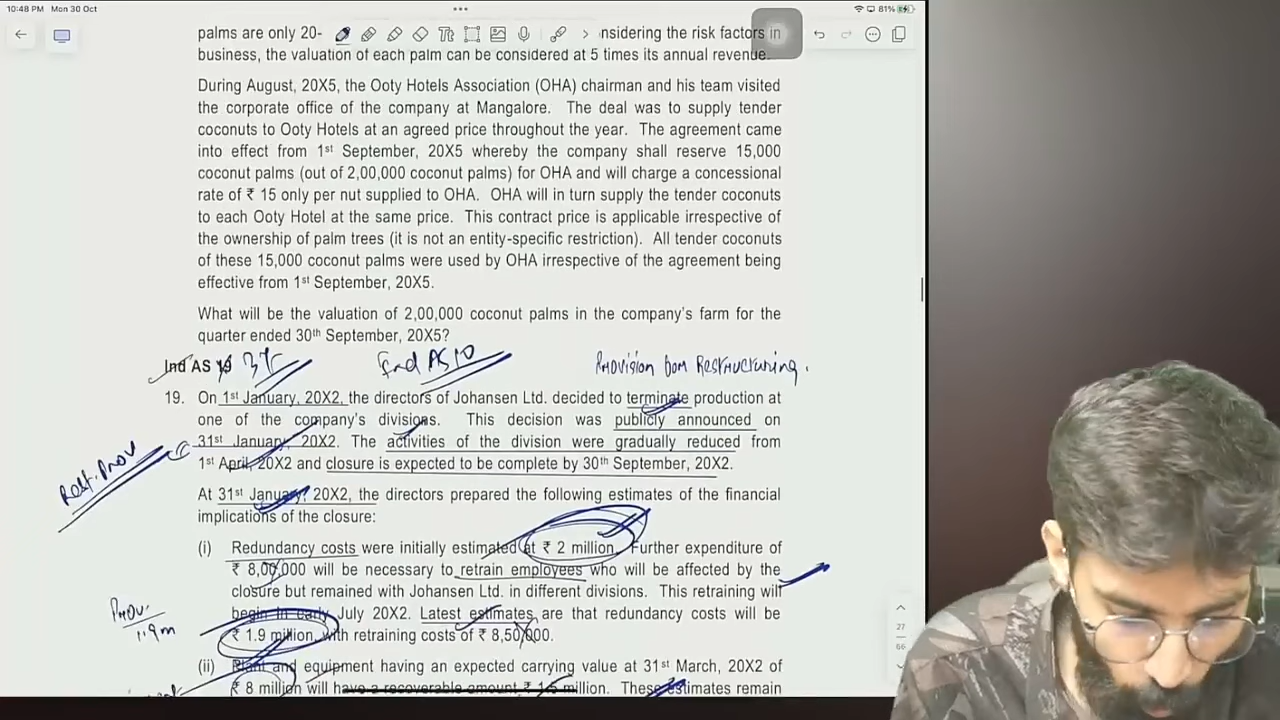 10:48 PM Mon 30 Oct
81%
palms are only 20- nsidering the risk factors in
business, the valuation of each palm can be considered at 5 times its annual revenue.
During August, 20X5, the Ooty Hotels Association (OHA) chairman and his team visited
the corporate office of the company at Mangalore. The deal was to supply tender
coconuts to Ooty Hotels at an agreed price throughout the year. The agreement came
into effect from 1st September, 20X5 whereby the company shall reserve 15,000
coconut palms (out of 2,00,000 coconut palms) for OHA and will charge a concessional
rate of ₹ 15 only per nut supplied to OHA. OHA will in turn supply the tender coconuts
to each Ooty Hotel at the same price. This contract price is applicable irrespective of
the ownership of palm trees (it is not an entity-specific restriction). All tender coconuts
of these 15,000 coconut palms were used by OHA irrespective of the agreement being
effective from 1st September, 20X5.
What will be the valuation of 2,00,000 coconut palms in the company's farm for the
quarter ended 30th September, 20X5?
Ind AS 19 37 Ind AS 10 Provision for Restructuring.
19. On 1st January, 20X2, the directors of Johansen Ltd. decided to terminate production at
one of the company's divisions. This decision was publicly announced on
31st January, 20X2. The activities of the division were gradually reduced from
1st April, 20X2 and closure is expected to be complete by 30th September, 20X2.
Rest. Prov
At 31st January, 20X2, the directors prepared the following estimates of the financial
implications of the closure:
(i) Redundancy costs were initially estimated at ₹ 2 million. Further expenditure of
₹ 8,00,000 will be necessary to retrain employees who will be affected by the
closure but remained with Johansen Ltd. in different divisions. This retraining will
begin in early July 20X2. Latest estimates are that redundancy costs will be
₹ 1.9 million, with retraining costs of ₹ 8,50,000.
Prov.
1.9m
(ii) Plant and equipment having an expected carrying value at 31st March, 20X2 of
₹ 8 million will have a recoverable amount ₹ 1.5 million. These estimates remain
27
66